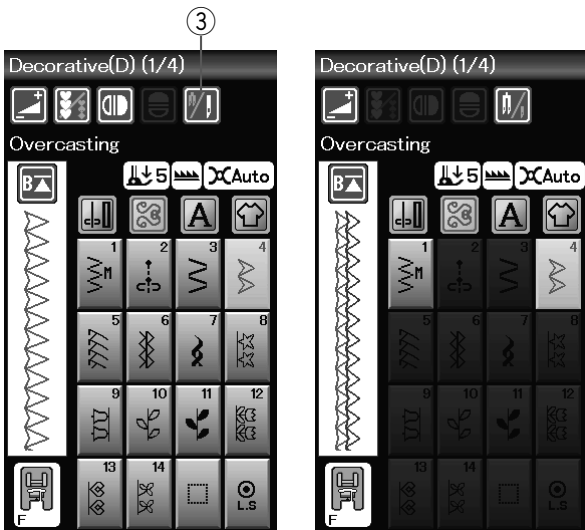 3
Decorative(D) (1/4)
Overcasting
B 5 Auto
A
1 2 3 4
M
5 6 7 8
9 10 11 12
13 14
F L.S
Decorative(D) (1/4)
Overcasting
B 5 Auto
A
1 2 3 4
M
5 6 7 8
9 10 11 12
13 14
F L.S